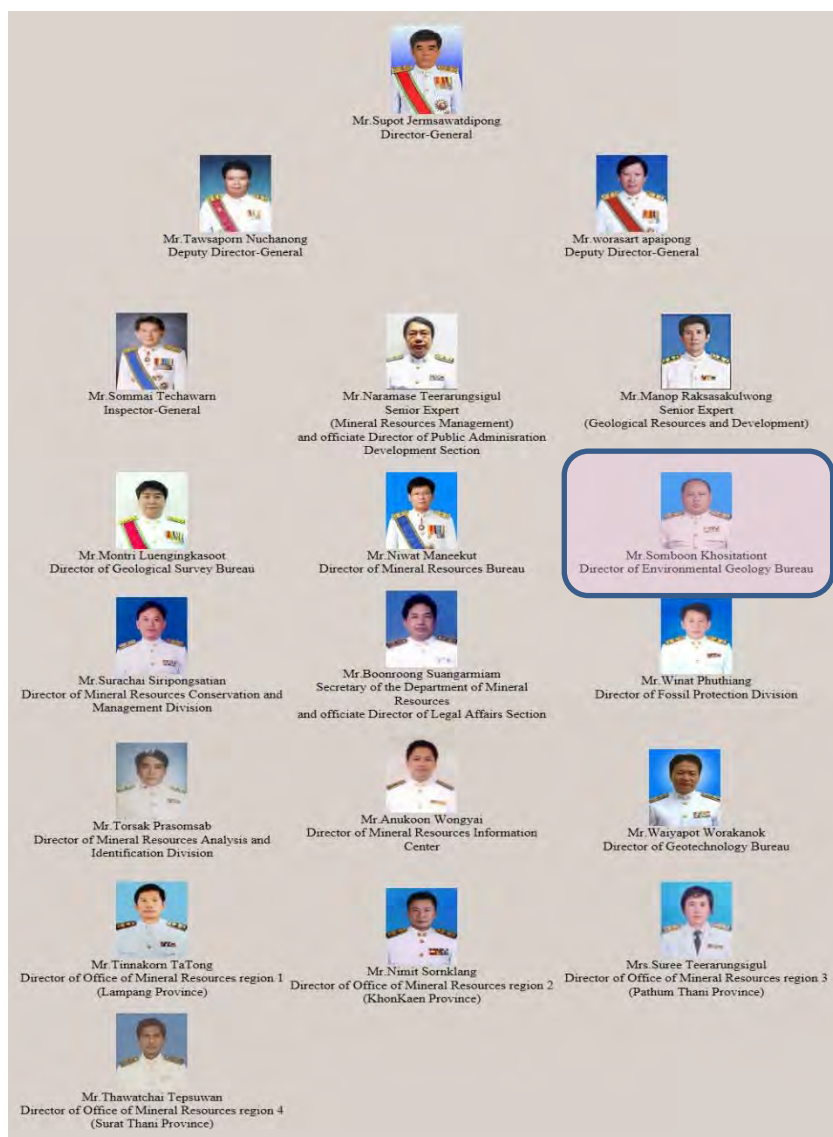 Mr.Supot Jermsawatdipong
Director-General
Mr.Tawsaporn Nuchanong
Deputy Director-General
Mr.worasart apaipong
Deputy Director-General
Mr.Sommai Techawarn
Inspector-General
Mr.Naramase Teerarungsigul
Senior Expert
(Mineral Resources Management)
and officiate Director of Public Adminisration
Development Section
Mr.Manop Raksasakulwong
Senior Expert
(Geological Resources and Development)
Mr.Montri Luengingkasoot
Director of Geological Survey Bureau
Mr.Niwat Maneekut
Director of Mineral Resources Bureau
Mr.Somboon Khositationt
Director of Environmental Geology Bureau
Mr.Surachai Siripongsatian
Director of Mineral Resources Conservation and
Management Division
Mr.Boonroong Suangarmiam
Secretary of the Department of Mineral
Resources
and officiate Director of Legal Affairs Section
Mr.Winat Phuthiang
Director of Fossil Protection Division
Mr.Torsak Prasomsab
Director of Mineral Resources Analysis and
Identification Division
Mr.Anukoon Wongyai
Director of Mineral Resources Information
Center
Mr.Waiyapot Worakanok
Director of Geotechnology Bureau
Mr.Tinnakorn TaTong
Director of Office of Mineral Resources region 1
(Lampang Province)
Mr.Nimit Sornklang
Director of Office of Mineral Resources region 2
(KhonKaen Province)
Mrs.Suree Teerarungsigul
Director of Office of Mineral Resources region 3
(Pathum Thani Province)
Mr.Thawatchai Tepsuwan
Director of Office of Mineral Resources region 4
(Surat Thani Province)